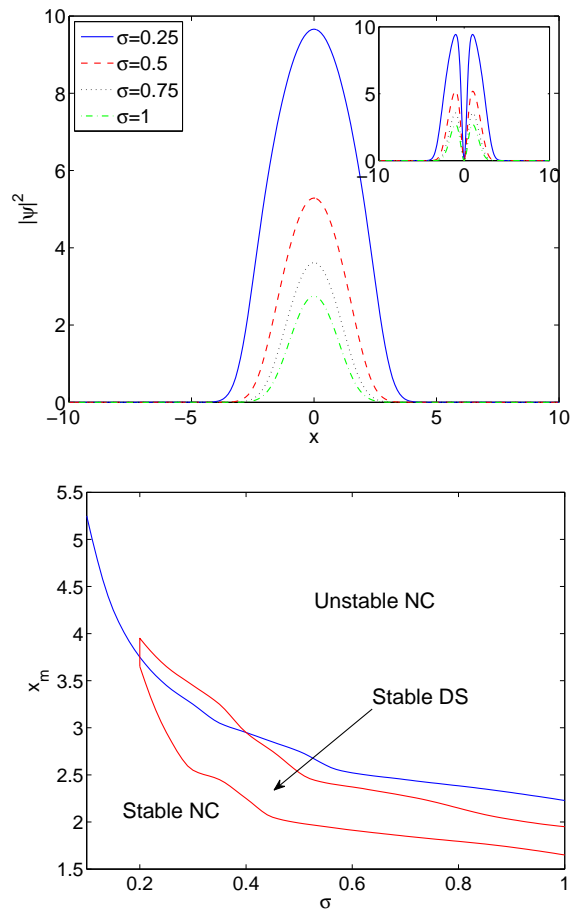 10
8
6
4
2
0
|ψ|²
σ=0.25
σ=0.5
σ=0.75
σ=1
10
5
0
−10 0 10
−10 −5 0 5 10
x
5.5
5
4.5
4
3.5
3
2.5
2
1.5
x_m
Unstable NC
Stable DS
Stable NC
0.2 0.4 0.6 0.8 1
σ